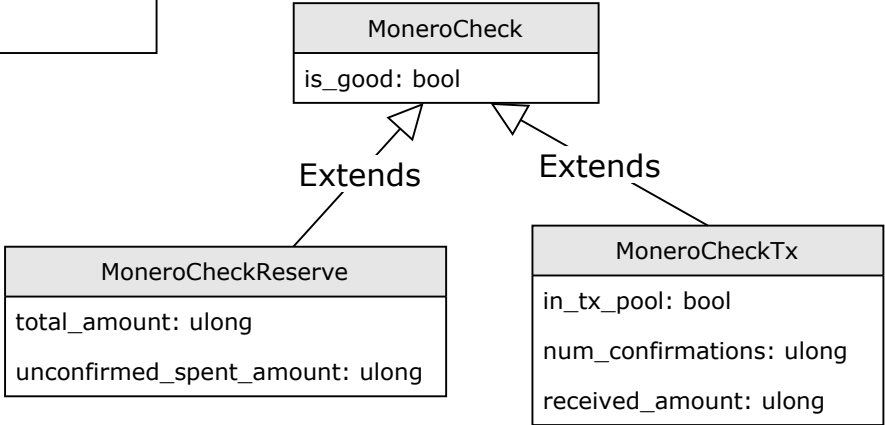 MoneroCheck
is_good: bool
Extends
Extends
MoneroCheckReserve
total_amount: ulong
unconfirmed_spent_amount: ulong
MoneroCheckTx
in_tx_pool: bool
num_confirmations: ulong
received_amount: ulong